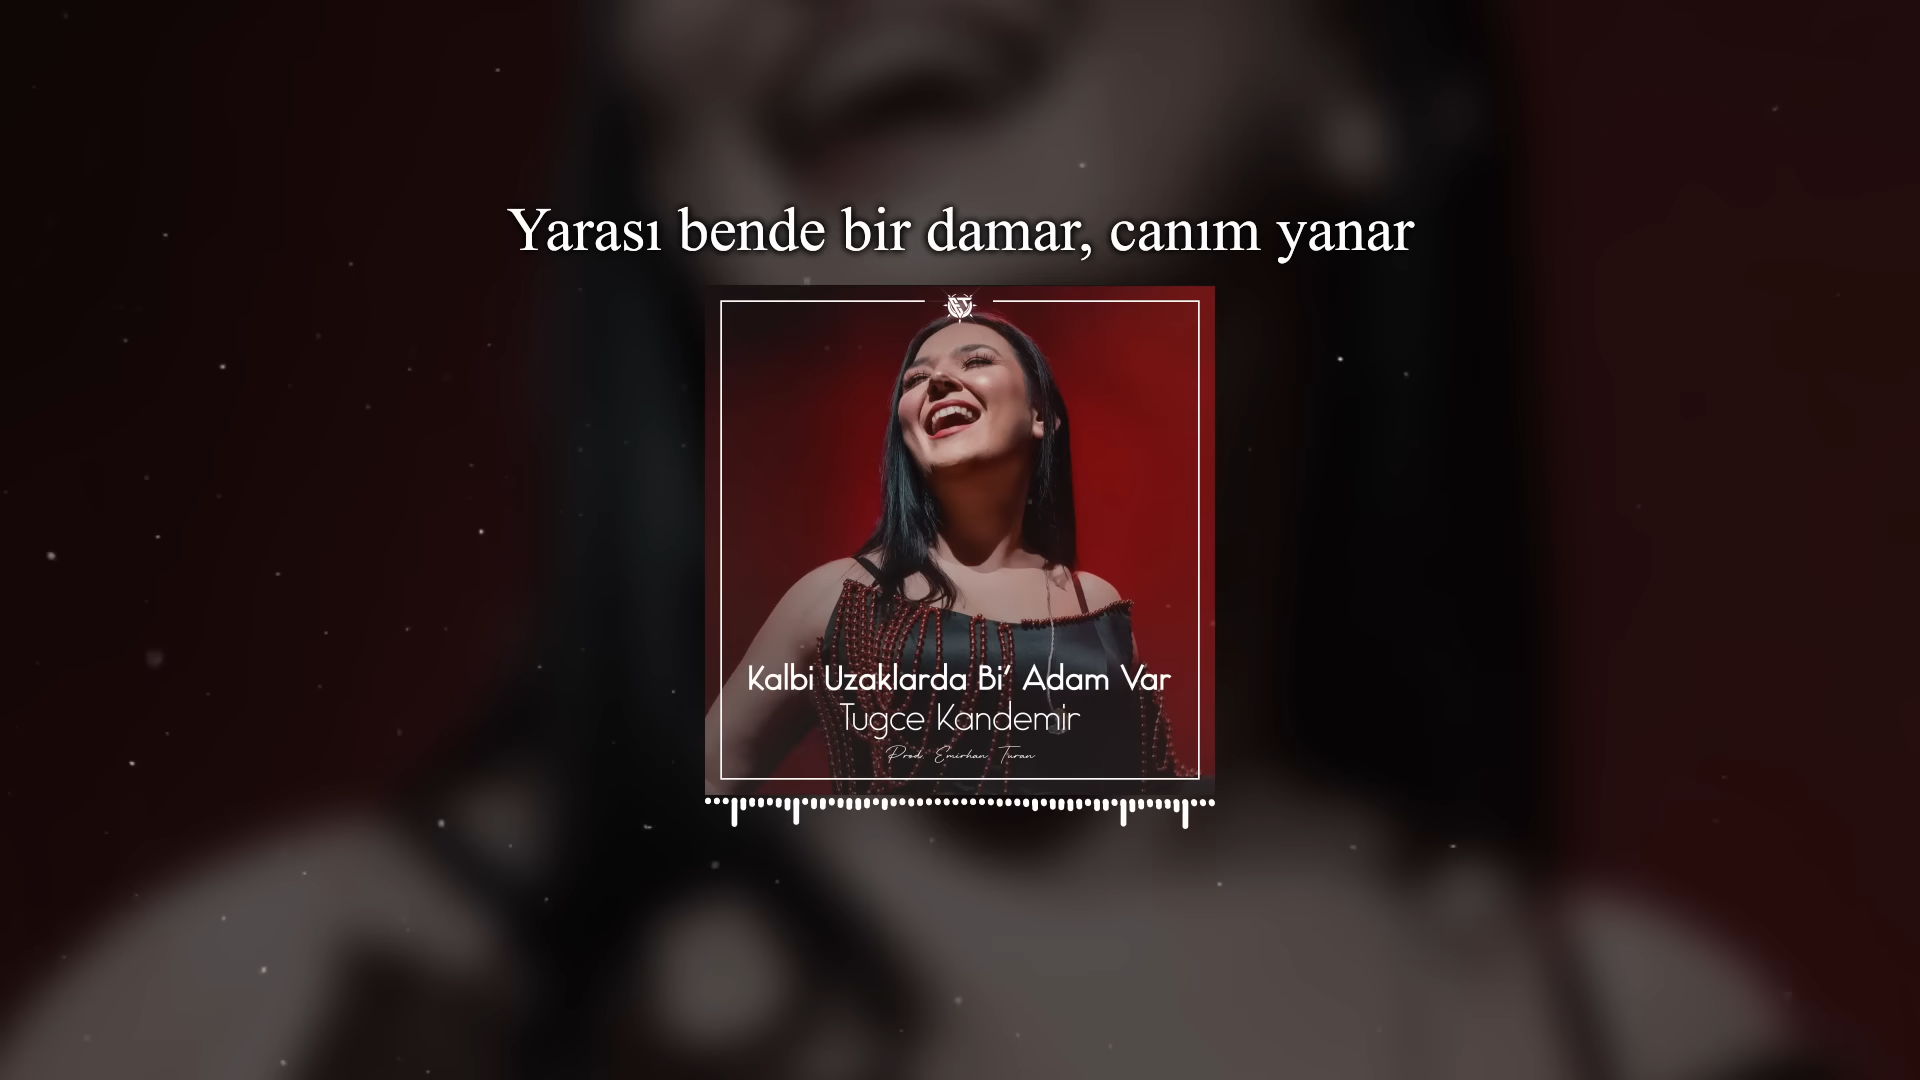 Yarası bende bir damar, canım yanar
Kalbi Uzaklarda Bi' Adam Var
Tugce Kandemir
Prod. Emirhan Turan